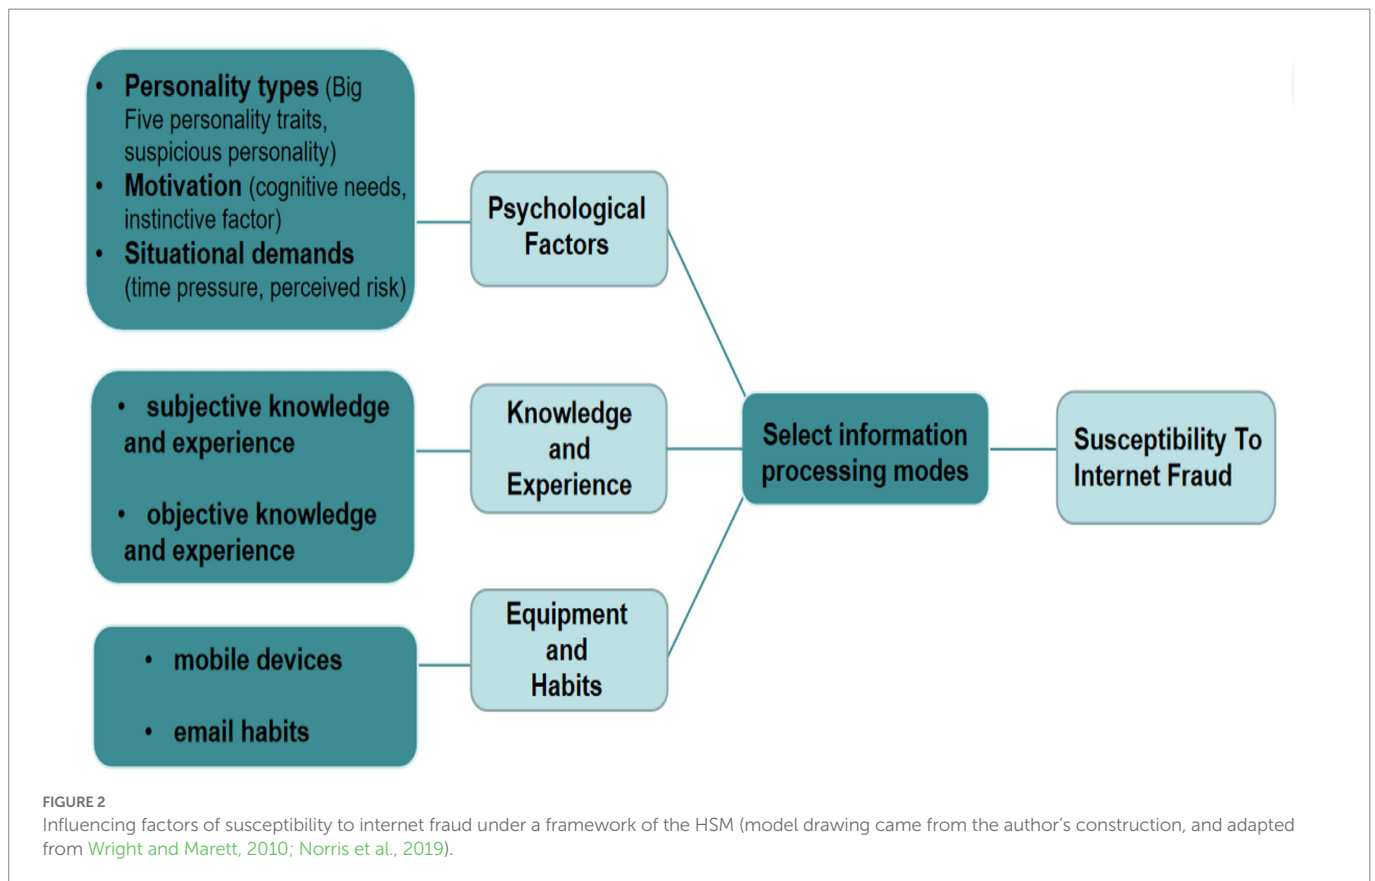 • Personality types (Big
Five personality traits,
suspicious personality)
• Motivation (cognitive needs,
instinctive factor)
• Situational demands
(time pressure, perceived risk)
Psychological
Factors
• subjective knowledge
and experience
• objective knowledge
and experience
Knowledge
and
Experience
• mobile devices
• email habits
Equipment
and
Habits
Select information
processing modes
Susceptibility To
Internet Fraud
FIGURE 2
Influencing factors of susceptibility to internet fraud under a framework of the HSM (model drawing came from the author’s construction, and adapted
from Wright and Marett, 2010; Norris et al., 2019).